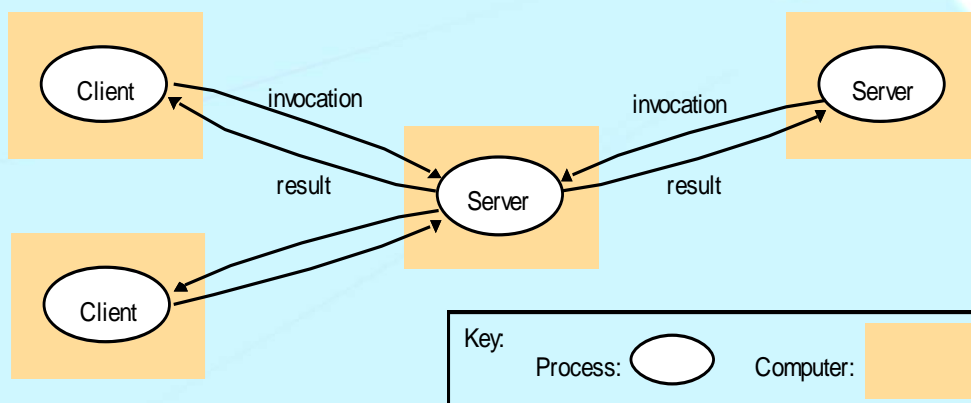 Client
invocation
invocation
Server
result
Server
result
Client
Key:
Process:
Computer: